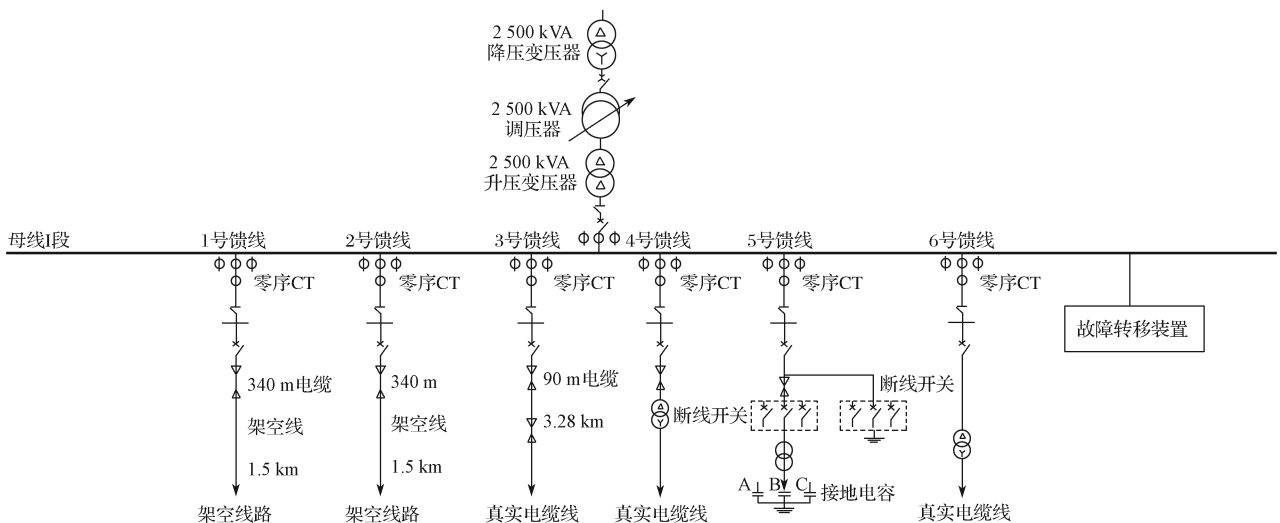 2 500 kVA
降压变压器
2 500 kVA
调压器
2 500 kVA
升压变压器
母线I段
1号馈线
2号馈线
3号馈线
4号馈线
5号馈线
6号馈线
零序CT
零序CT
零序CT
零序CT
零序CT
零序CT
故障转移装置
340 m电缆
架空线
1.5 km
架空线路
340 m
架空线
1.5 km
架空线路
90 m电缆
3.28 km
真实电缆线
断线开关
真实电缆线
断线开关
A
B
C
接地电容
真实电缆线